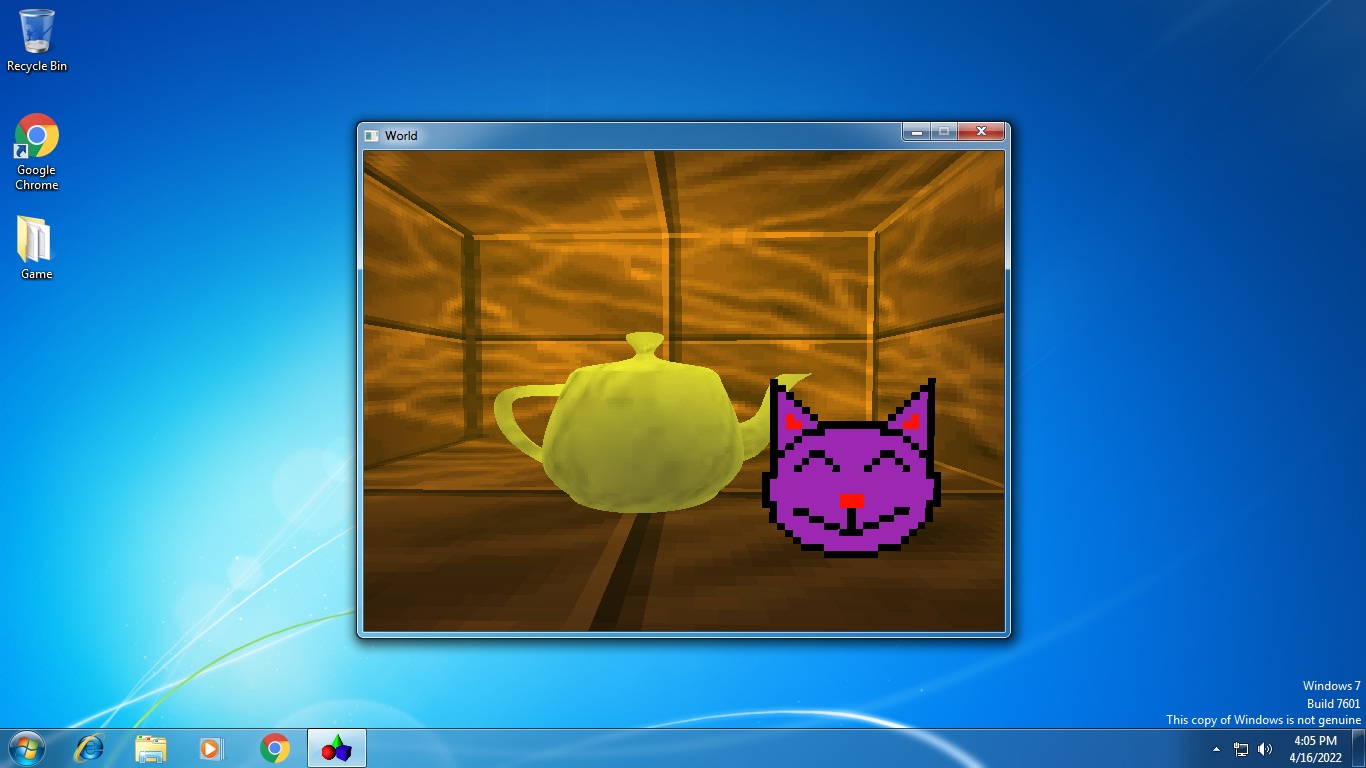 Recycle Bin
Google
Chrome
Game
World
Windows 7
Build 7601
This copy of Windows is not genuine
4:05 PM
4/16/2022